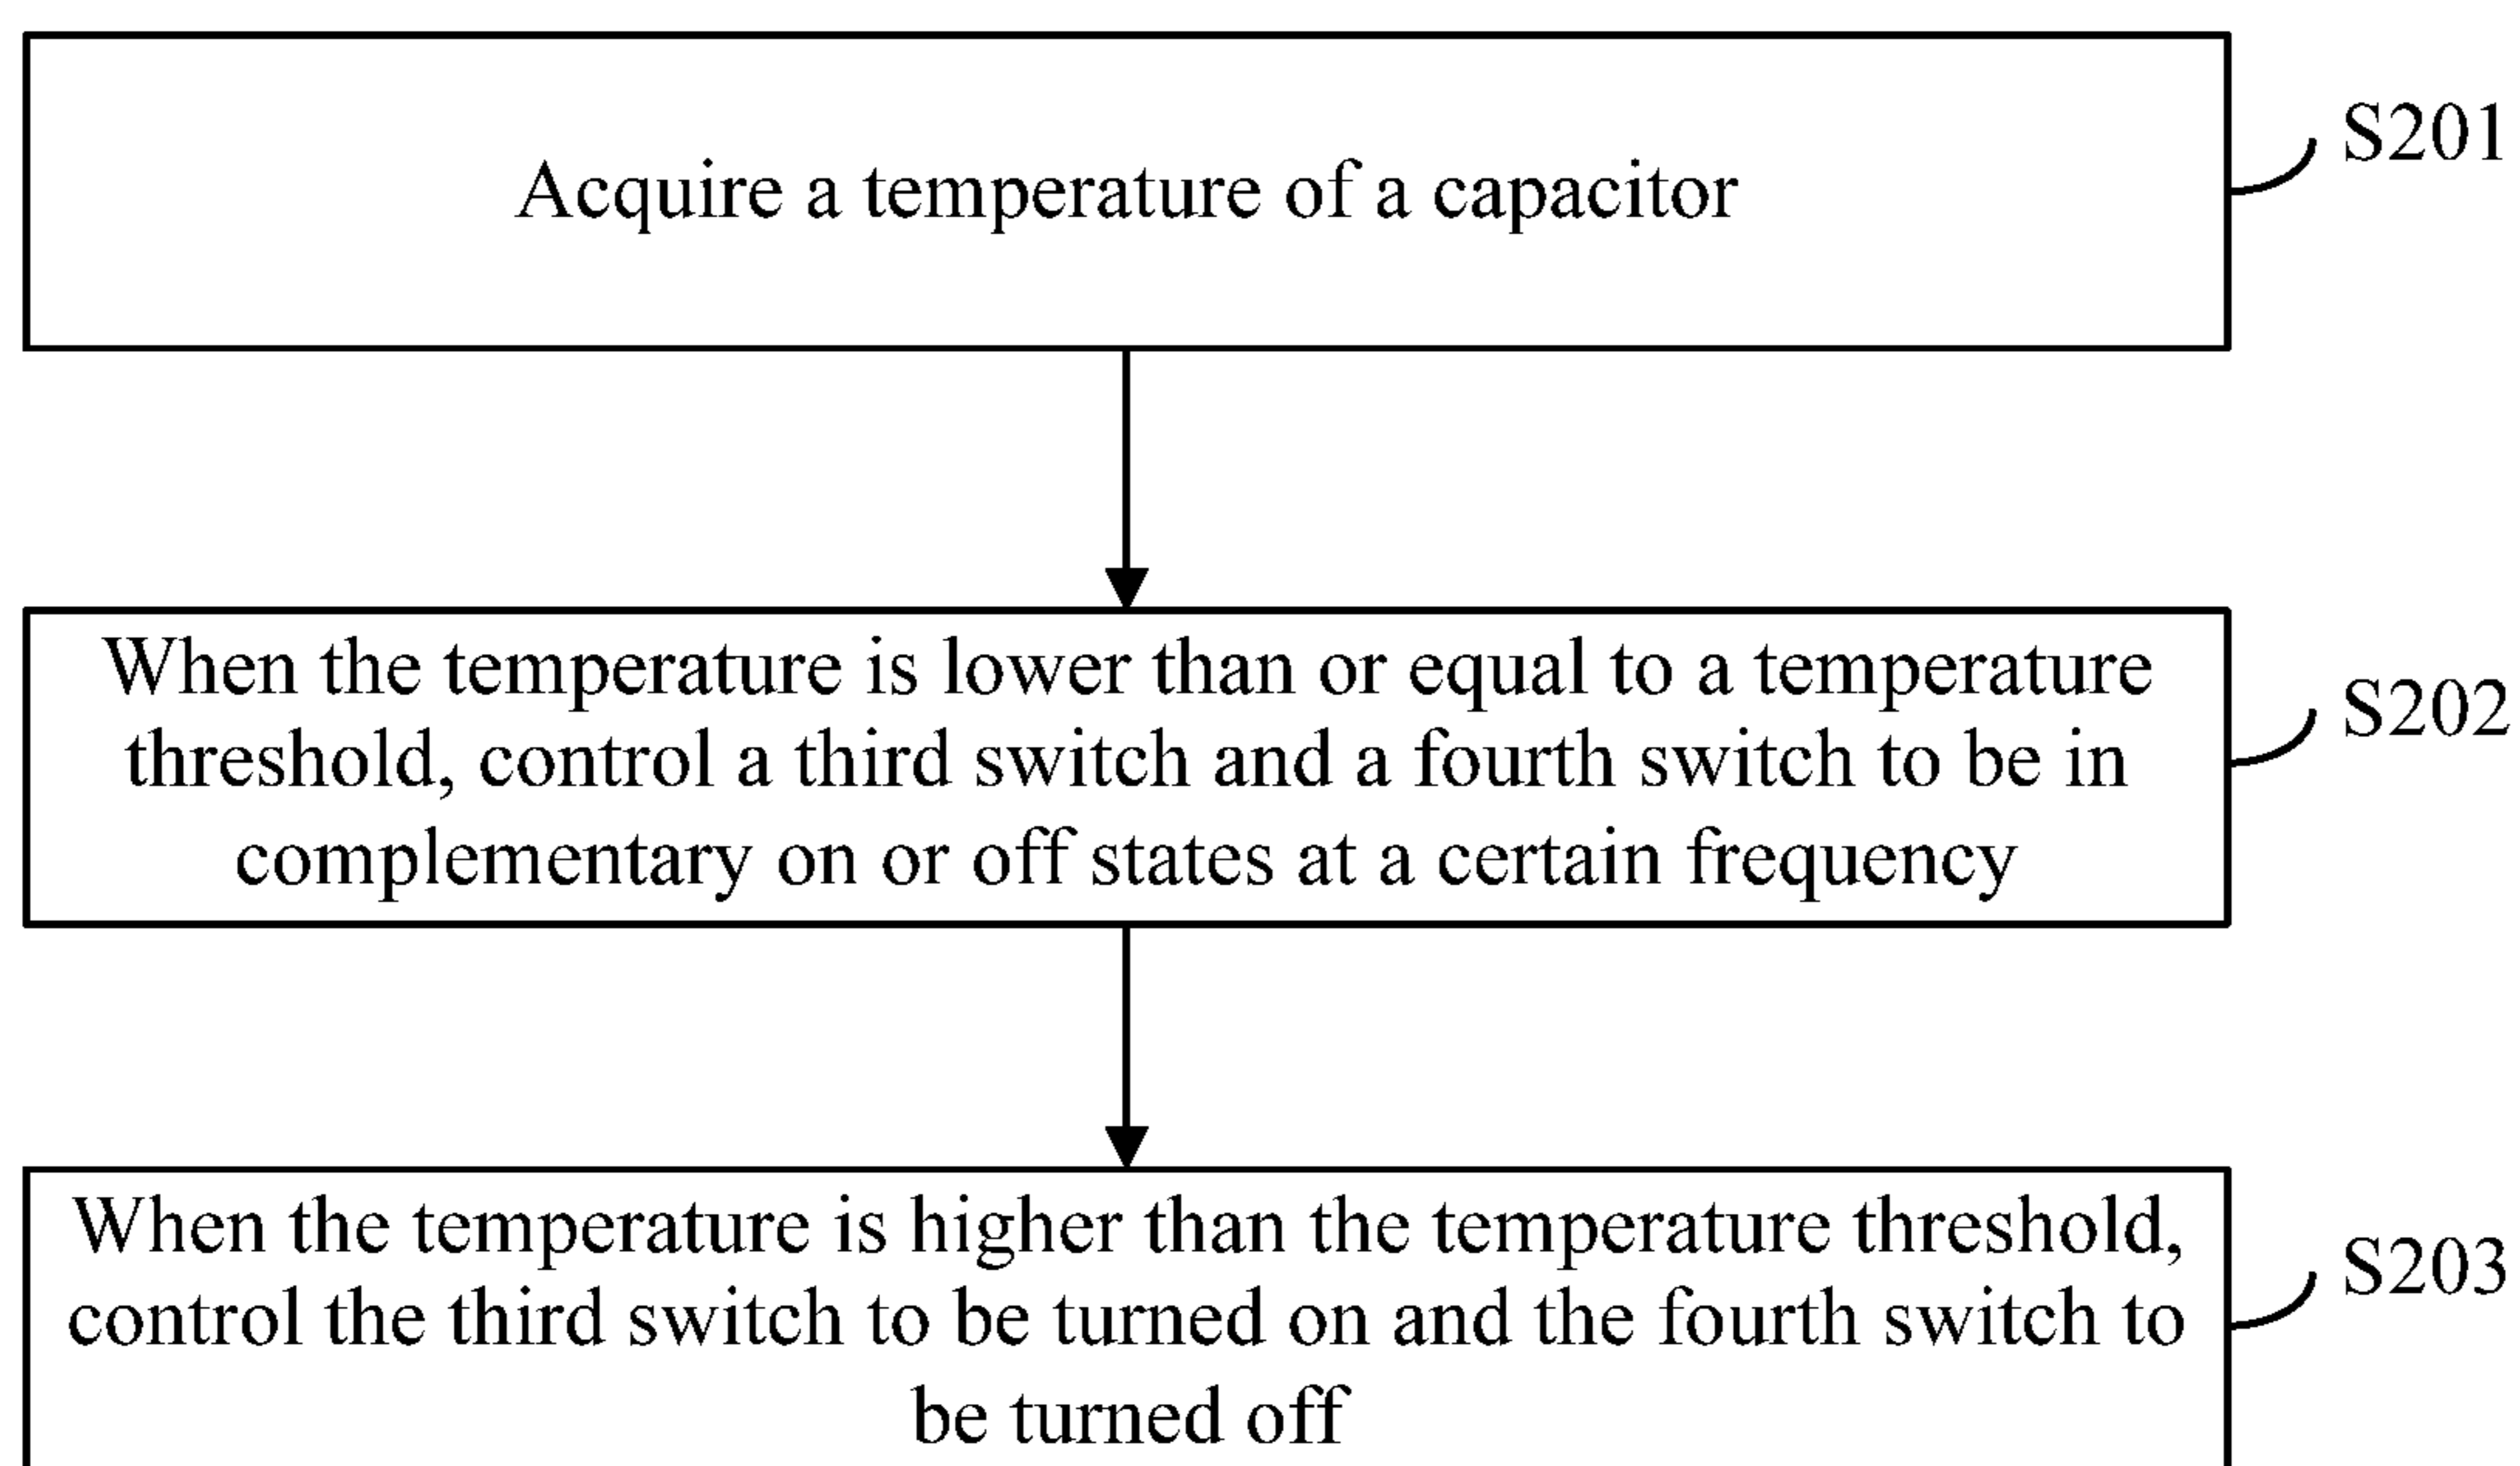 Acquire a temperature of a capacitor
S201
When the temperature is lower than or equal to a temperature
threshold, control a third switch and a fourth switch to be in
complementary on or off states at a certain frequency
S202
When the temperature is higher than the temperature threshold,
control the third switch to be turned on and the fourth switch to
be turned off
S203